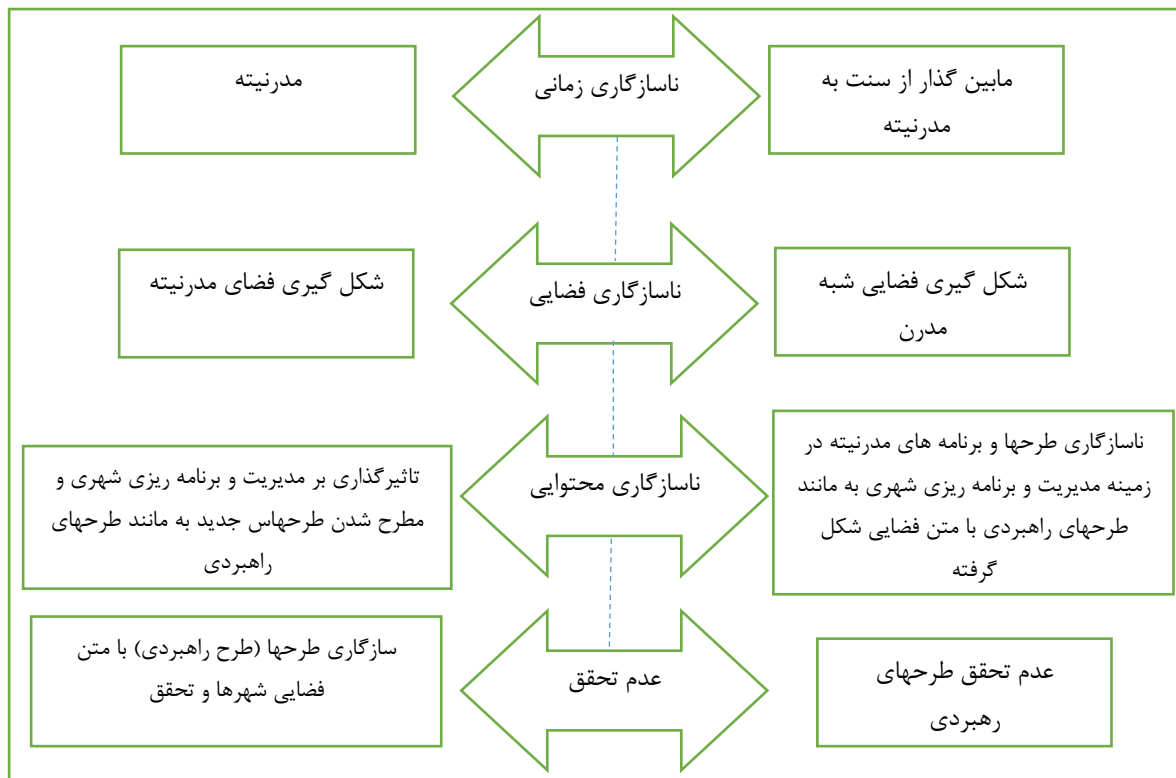 مابین گذار از سنت به
مدرنیته
ناسازگاری زمانی
مدرنیته
شکل گیری فضایی شبه
مدرن
ناسازگاری فضایی
شکل گیری فضای مدرنیته
ناسازگاری طرحها و برنامه های مدرنیته در
زمینه مدیریت و برنامه ریزی شهری به مانند
طرحهای راهبردی با متن فضایی شکل
گرفته
ناسازگاری محتوایی
تاثیرگذاری بر مدیریت و برنامه ریزی شهری و
مطرح شدن طرحهاس جدید به مانند طرحهای
راهبردی
عدم تحقق طرحهای
رهبردی
عدم تحقق
سازگاری طرحها (طرح راهبردی) با متن
فضایی شهرها و تحقق